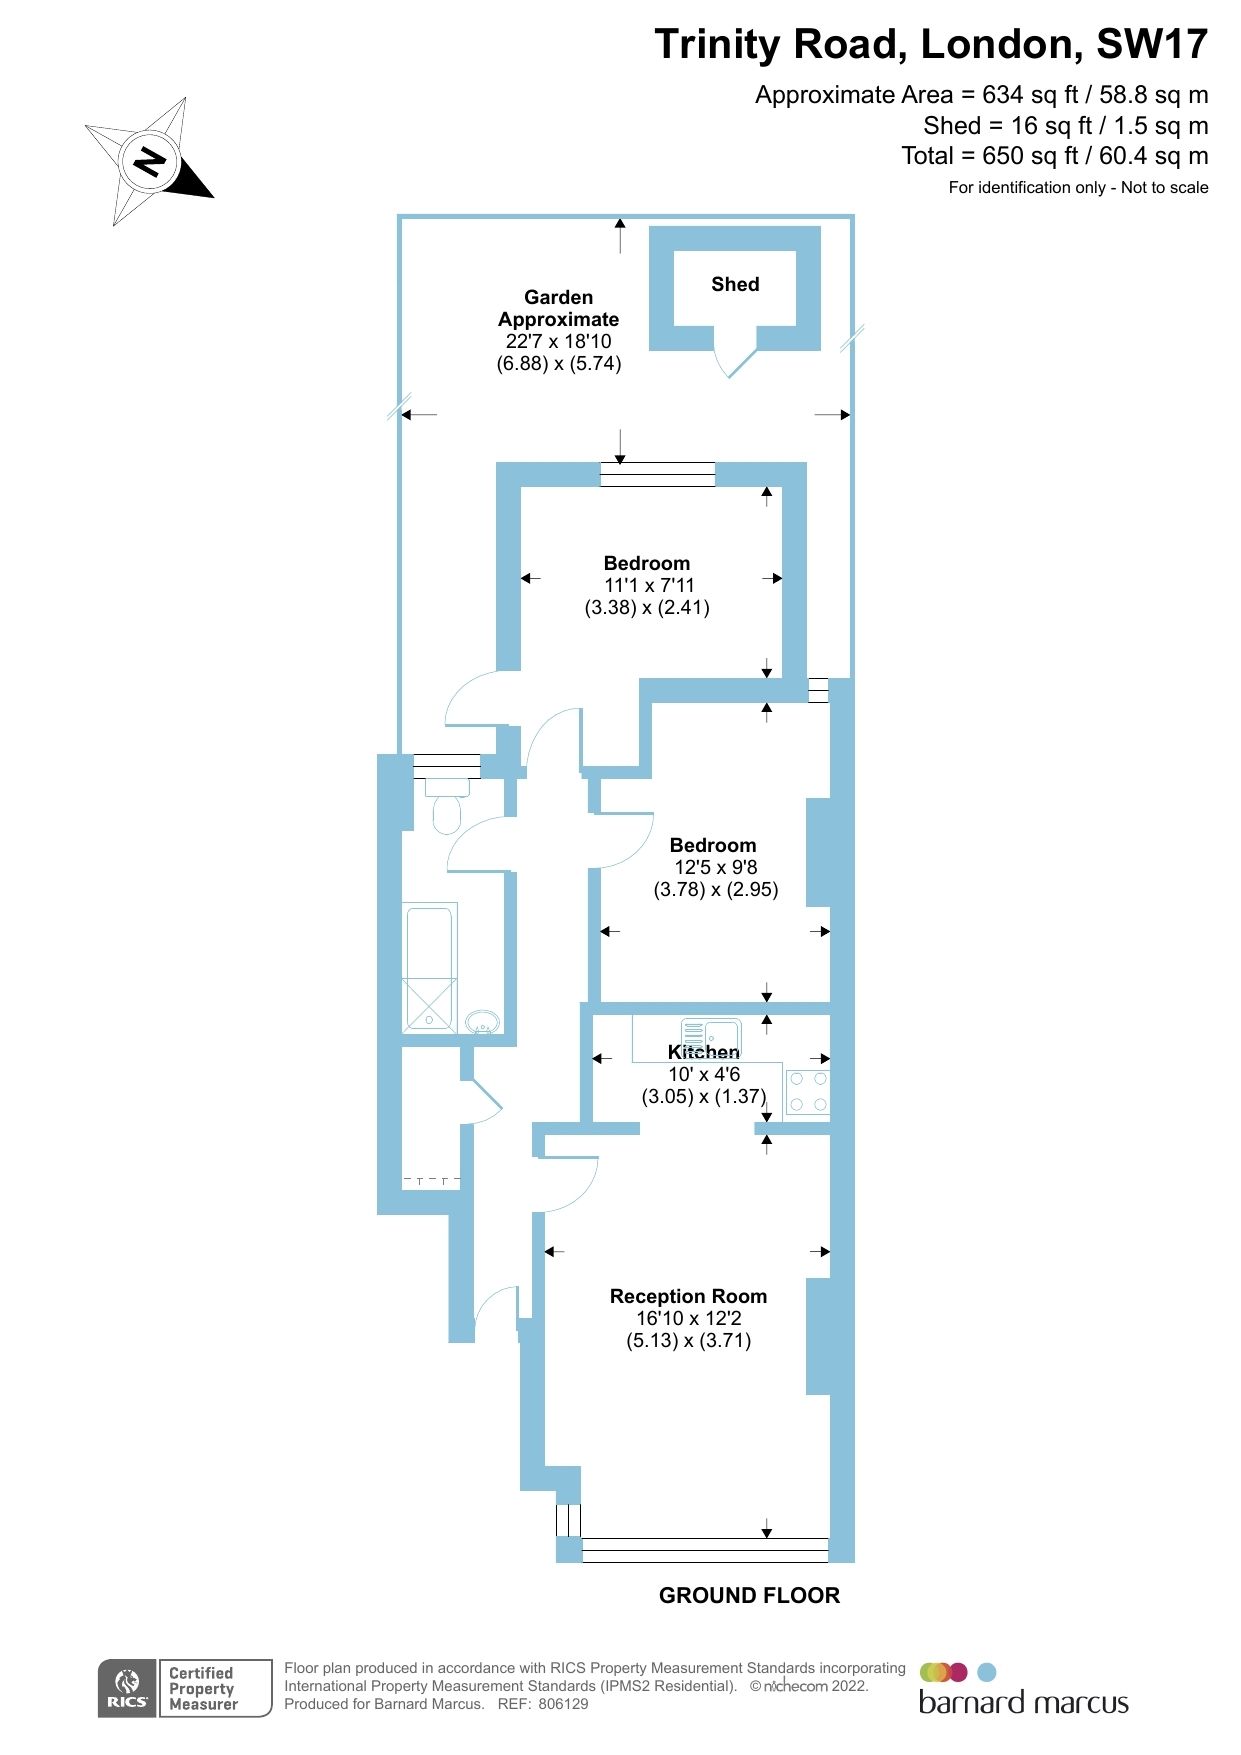 Trinity Road, London, SW17
Approximate Area = 634 sq ft / 58.8 sq m
Shed = 16 sq ft / 1.5 sq m
Total = 650 sq ft / 60.4 sq m
For identification only - Not to scale
N
Shed
Garden
Approximate
22'7 x 18'10
(6.88) x (5.74)
Bedroom
11'1 x 7'11
(3.38) x (2.41)
Bedroom
12'5 x 9'8
(3.78) x (2.95)
Kitchen
10' x 4'6
(3.05) x (1.37)
Reception Room
16'10 x 12'2
(5.13) x (3.71)
GROUND FLOOR
RICS
Certified
Property
Measurer
Floor plan produced in accordance with RICS Property Measurement Standards incorporating
International Property Measurement Standards (IPMS2 Residential). © nichecom 2022.
Produced for Barnard Marcus. REF: 806129
barnard marcus